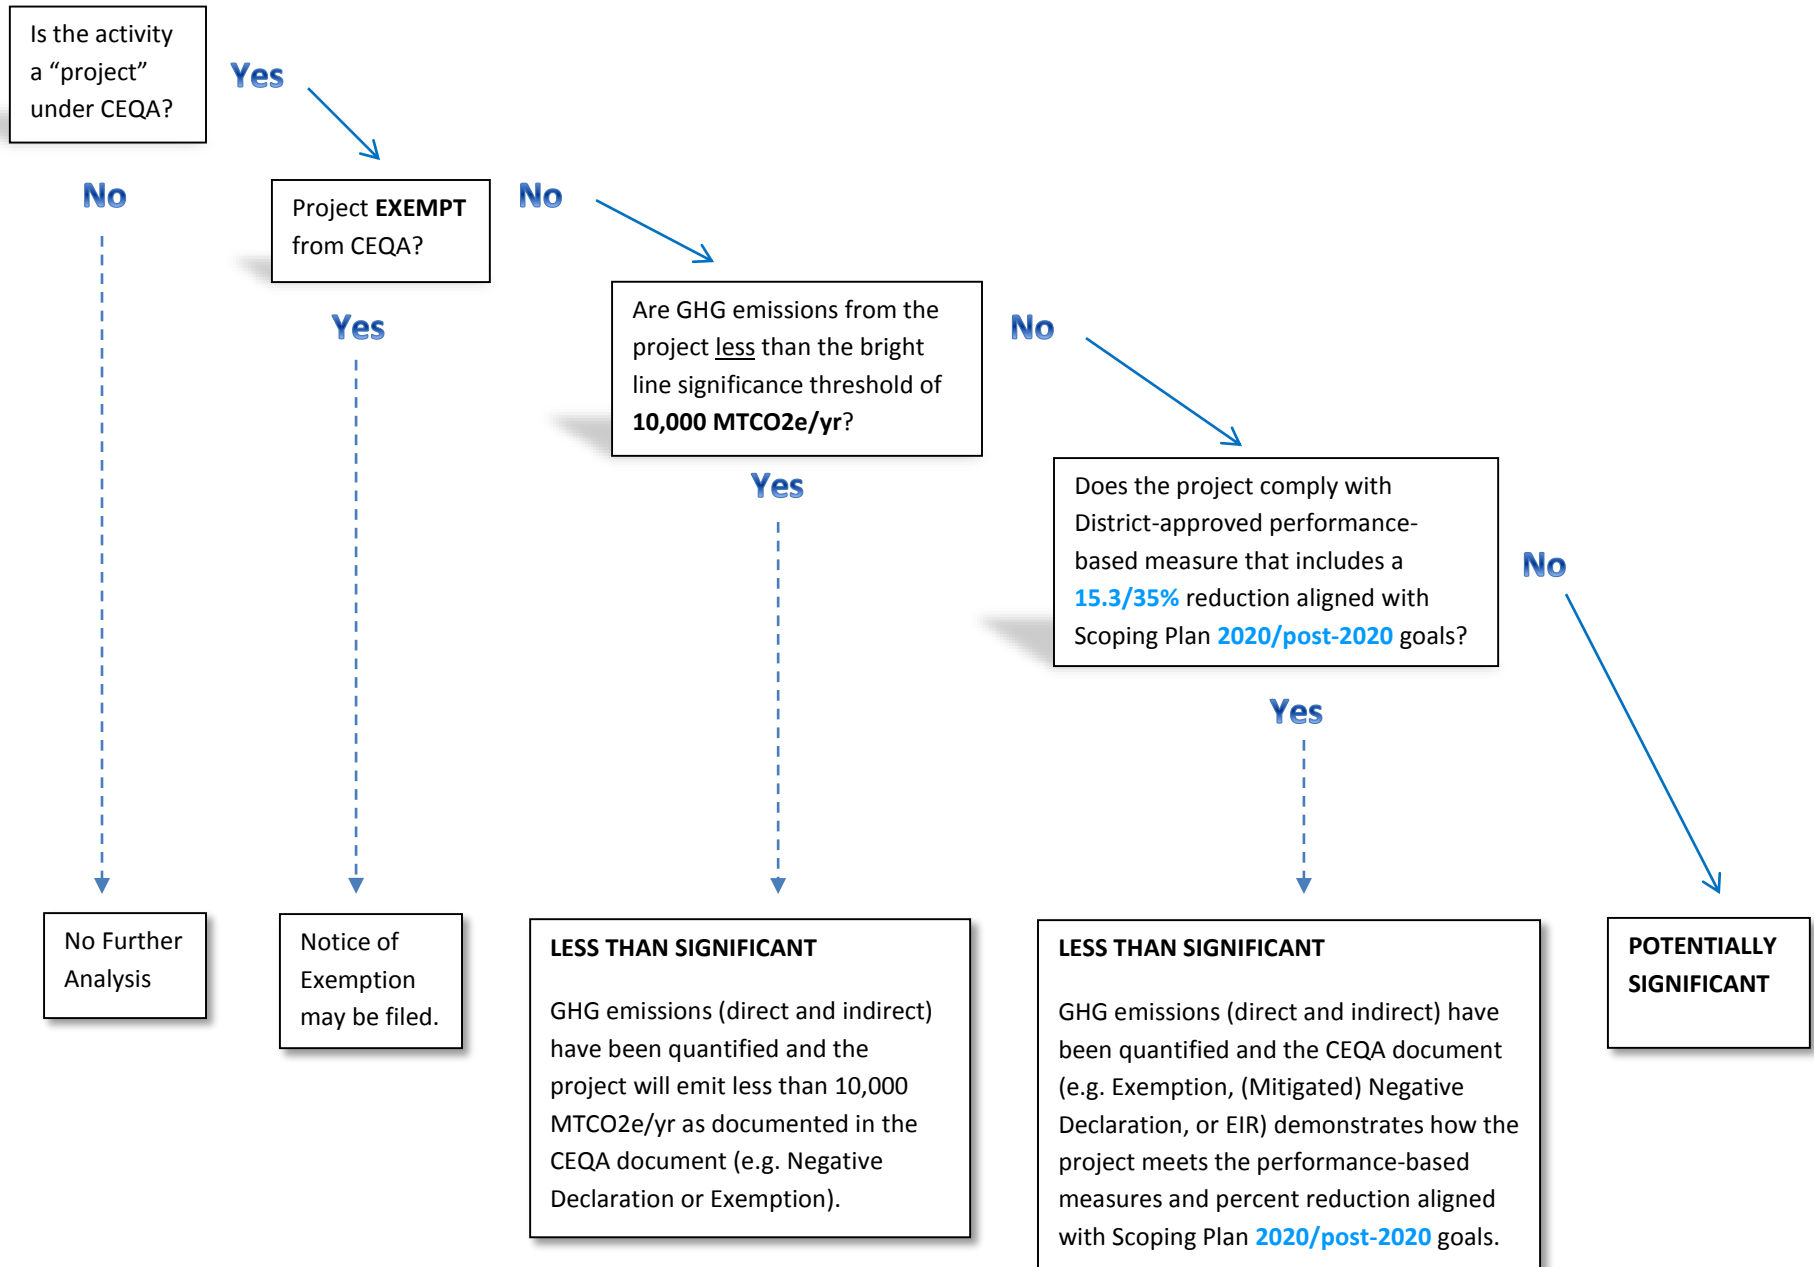 Is the activity
a “project”
under CEQA?
Yes
No
Project EXEMPT
from CEQA?
No
Yes
Are GHG emissions from the
project less than the bright
line significance threshold of
10,000 MTCO2e/yr?
No
Yes
Does the project comply with
District-approved performance-
based measure that includes a
15.3/35% reduction aligned with
Scoping Plan 2020/post-2020 goals?
No
Yes
No Further
Analysis
Notice of
Exemption
may be filed.
LESS THAN SIGNIFICANT
GHG emissions (direct and indirect)
have been quantified and the
project will emit less than 10,000
MTCO2e/yr as documented in the
CEQA document (e.g. Negative
Declaration or Exemption).
LESS THAN SIGNIFICANT
GHG emissions (direct and indirect) have
been quantified and the CEQA document
(e.g. Exemption, (Mitigated) Negative
Declaration, or EIR) demonstrates how the
project meets the performance-based
measures and percent reduction aligned
with Scoping Plan 2020/post-2020 goals.
POTENTIALLY
SIGNIFICANT